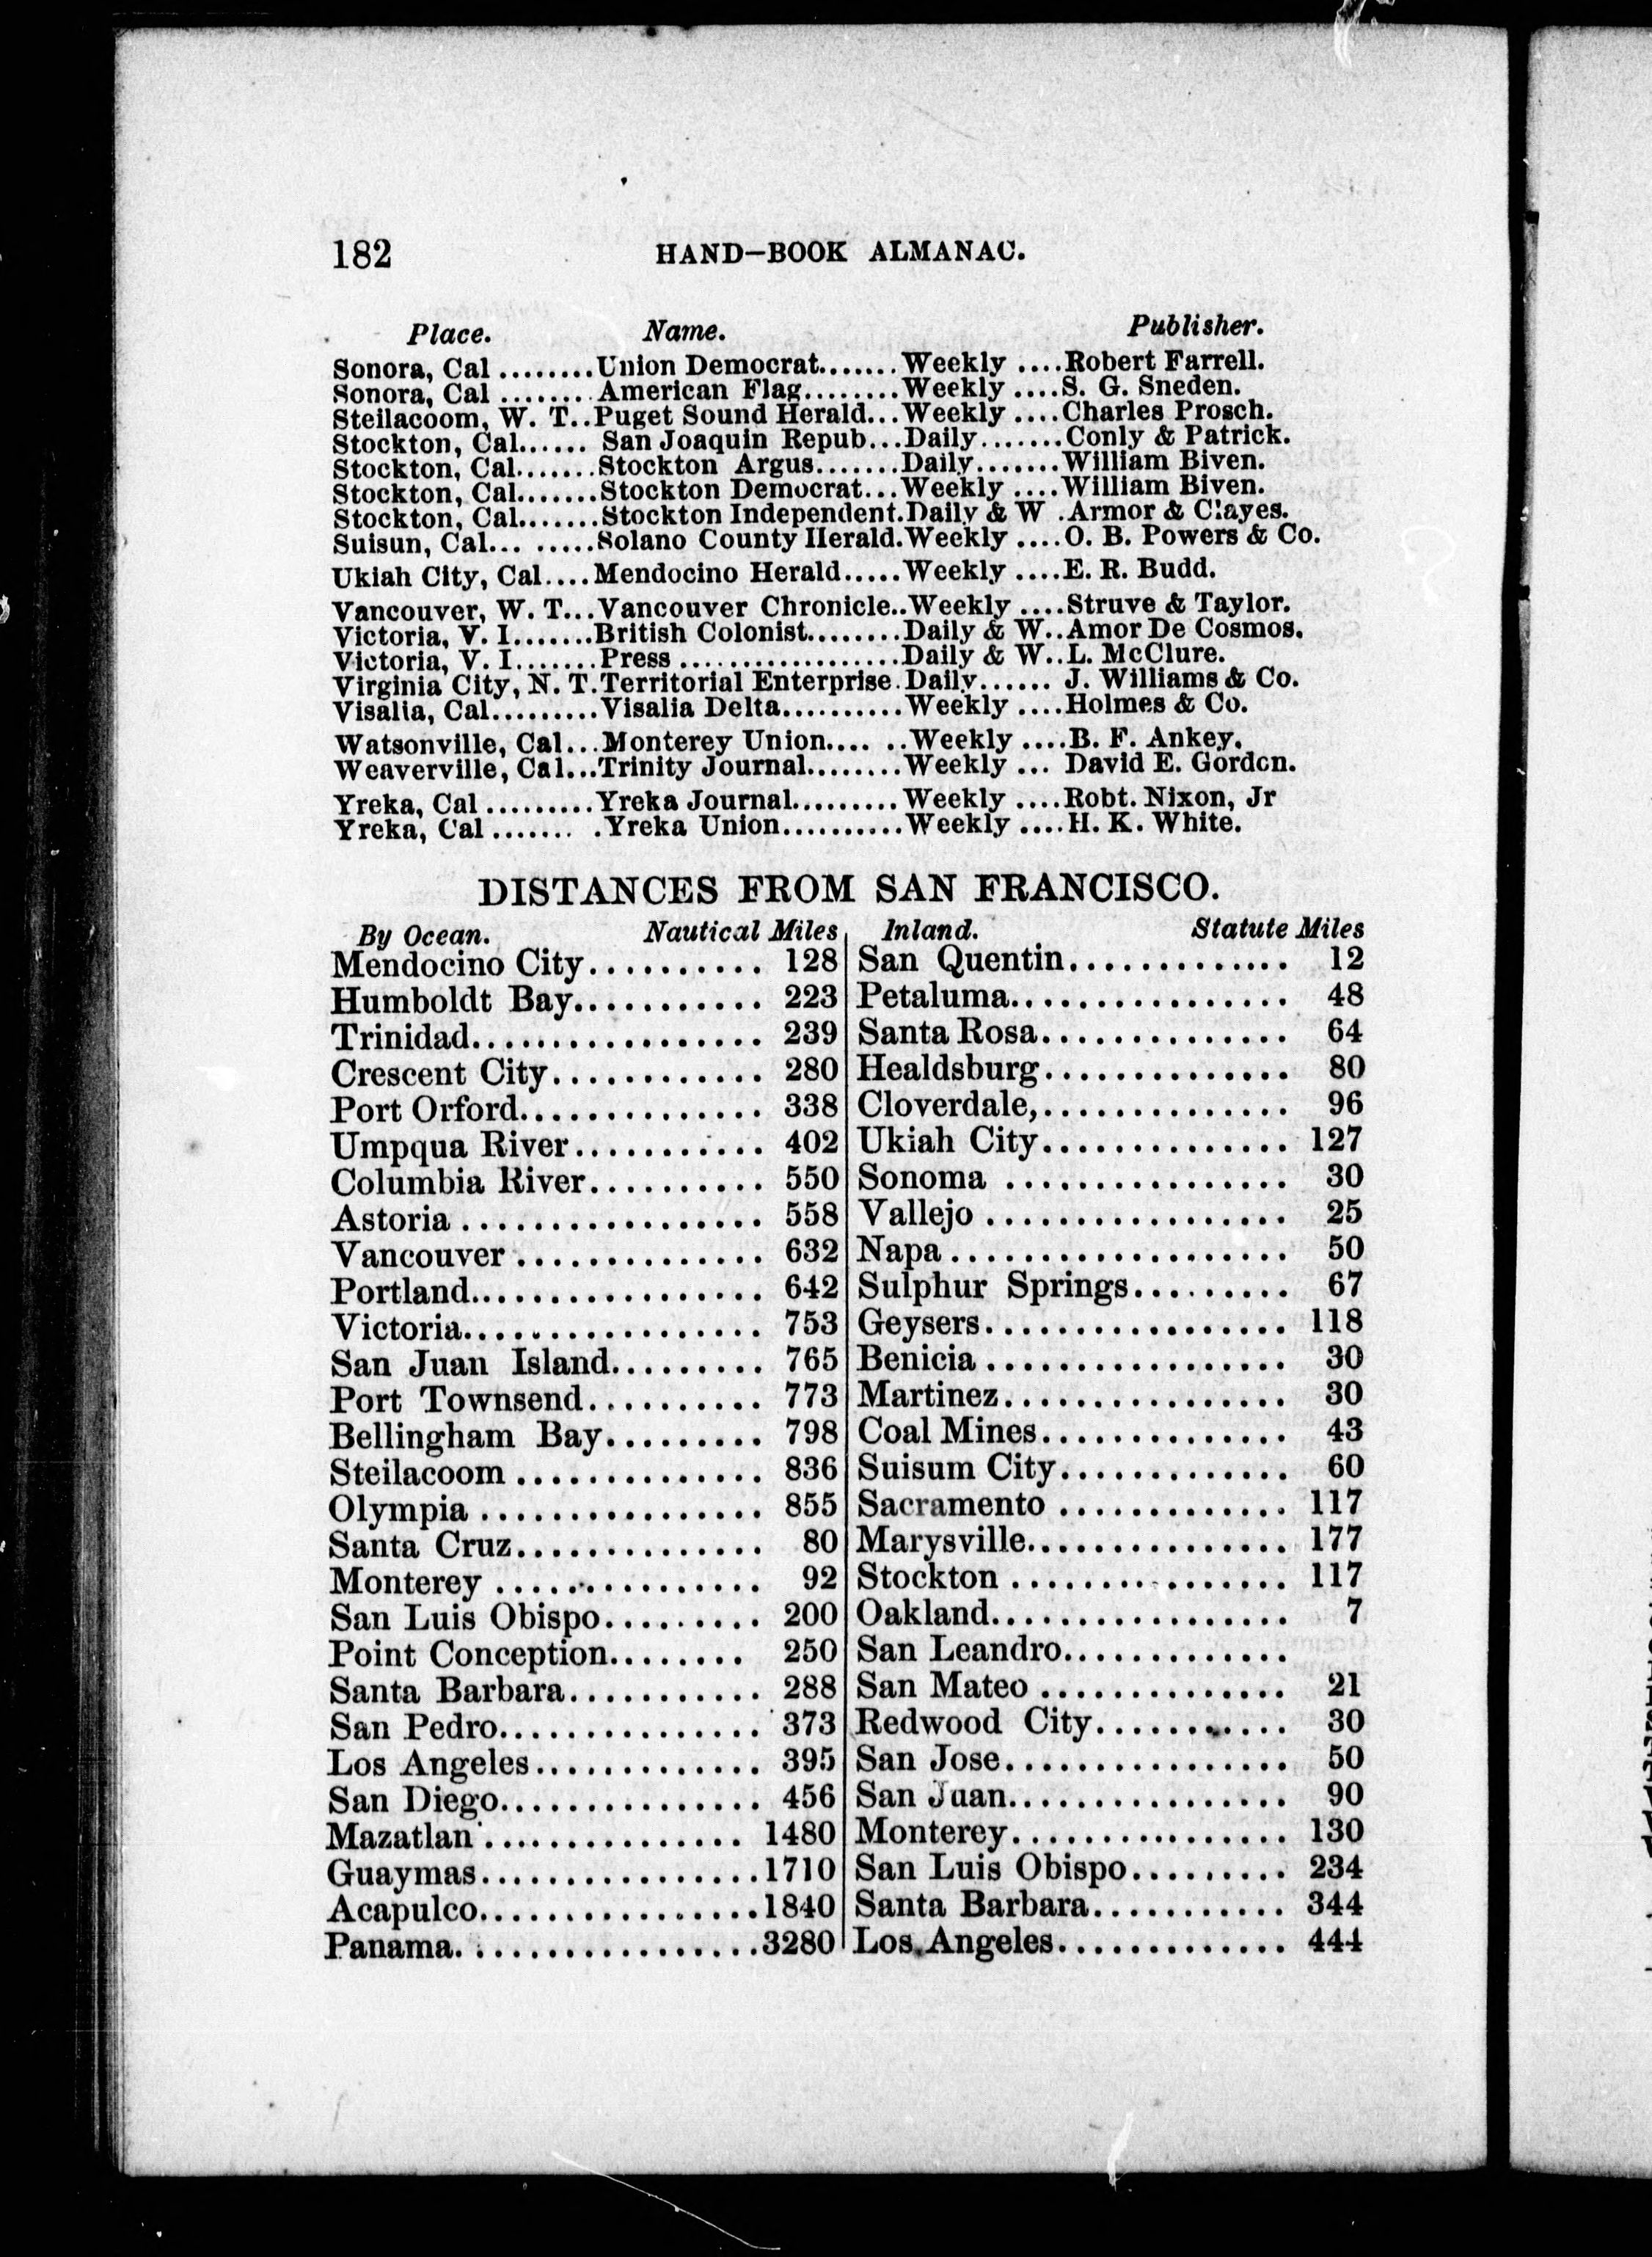 182 HAND-BOOK ALMANAC.
Place. Name. Publisher.
Sonora, Cal ........Union Democrat.......Weekly ....Robert Farrell.
Sonora, Cal ........American Flag........Weekly ....S. G. Sneden.
Steilacoom, W. T..Puget Sound Herald...Weekly ....Charles Prosch.
Stockton, Cal...... San Joaquin Repub...Daily.......Conly & Patrick.
Stockton, Cal.......Stockton Argus.......Daily.......William Biven.
Stockton, Cal.......Stockton Democrat...Weekly ....William Biven.
Stockton, Cal.......Stockton Independent.Daily & W .Armor & Clayes.
Suisun, Cal... .....Solano County Herald.Weekly ....O. B. Powers & Co.
Ukiah City, Cal....Mendocino Herald.....Weekly ....E. R. Budd.
Vancouver, W. T...Vancouver Chronicle..Weekly ....Struve & Taylor.
Victoria, V. I.......British Colonist........Daily & W..Amor De Cosmos.
Victoria, V. I.......Press ..................Daily & W..L. McClure.
Virginia City, N. T.Territorial Enterprise.Daily...... J. Williams & Co.
Visalia, Cal.........Visalia Delta..........Weekly ....Holmes & Co.
Watsonville, Cal...Monterey Union.... ..Weekly ....B. F. Ankey.
Weaverville, Cal...Trinity Journal........Weekly ... David E. Gordon.
Yreka, Cal .........Yreka Journal.........Weekly ....Robt. Nixon, Jr
Yreka, Cal ....... .Yreka Union..........Weekly ....H. K. White.
DISTANCES FROM SAN FRANCISCO.
By Ocean. Nautical Miles
Mendocino City.......... 128
Humboldt Bay........... 223
Trinidad................. 239
Crescent City............ 280
Port Orford.............. 338
Umpqua River........... 402
Columbia River.......... 550
Astoria ................. 558
Vancouver .............. 632
Portland................. 642
Victoria................. 753
San Juan Island......... 765
Port Townsend.......... 773
Bellingham Bay......... 798
Steilacoom .............. 836
Olympia ................ 855
Santa Cruz.............. 80
Monterey ............... 92
San Luis Obispo......... 200
Point Conception........ 250
Santa Barbara........... 288
San Pedro............... 373
Los Angeles............. 395
San Diego............... 456
Mazatlan ............... 1480
Guaymas................1710
Acapulco................1840
Panama.................3280
Inland. Statute Miles
San Quentin............. 12
Petaluma................ 48
Santa Rosa.............. 64
Healdsburg.............. 80
Cloverdale,.............. 96
Ukiah City.............. 127
Sonoma ................ 30
Vallejo ................. 25
Napa................... 50
Sulphur Springs......... 67
Geysers................. 118
Benicia ................. 30
Martinez................ 30
Coal Mines.............. 43
Suisum City............. 60
Sacramento ............. 117
Marysville............... 177
Stockton ................ 117
Oakland................. 7
San Leandro.............
San Mateo .............. 21
Redwood City........... 30
San Jose................ 50
San Juan................ 90
Monterey................ 130
San Luis Obispo......... 234
Santa Barbara........... 344
Los Angeles............. 444